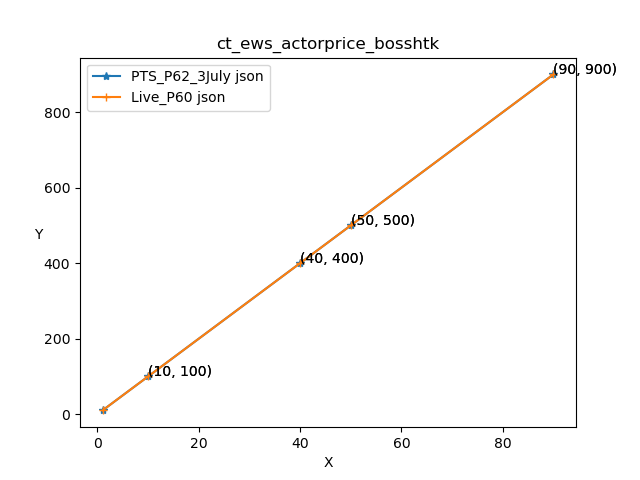 ct_ews_actorprice_bosshtk
PTS_P62_3July json
Live_P60 json
(90, 900)
(50, 500)
(40, 400)
(10, 100)
800
600
400
200
0
Y
0 20 40 60 80
X